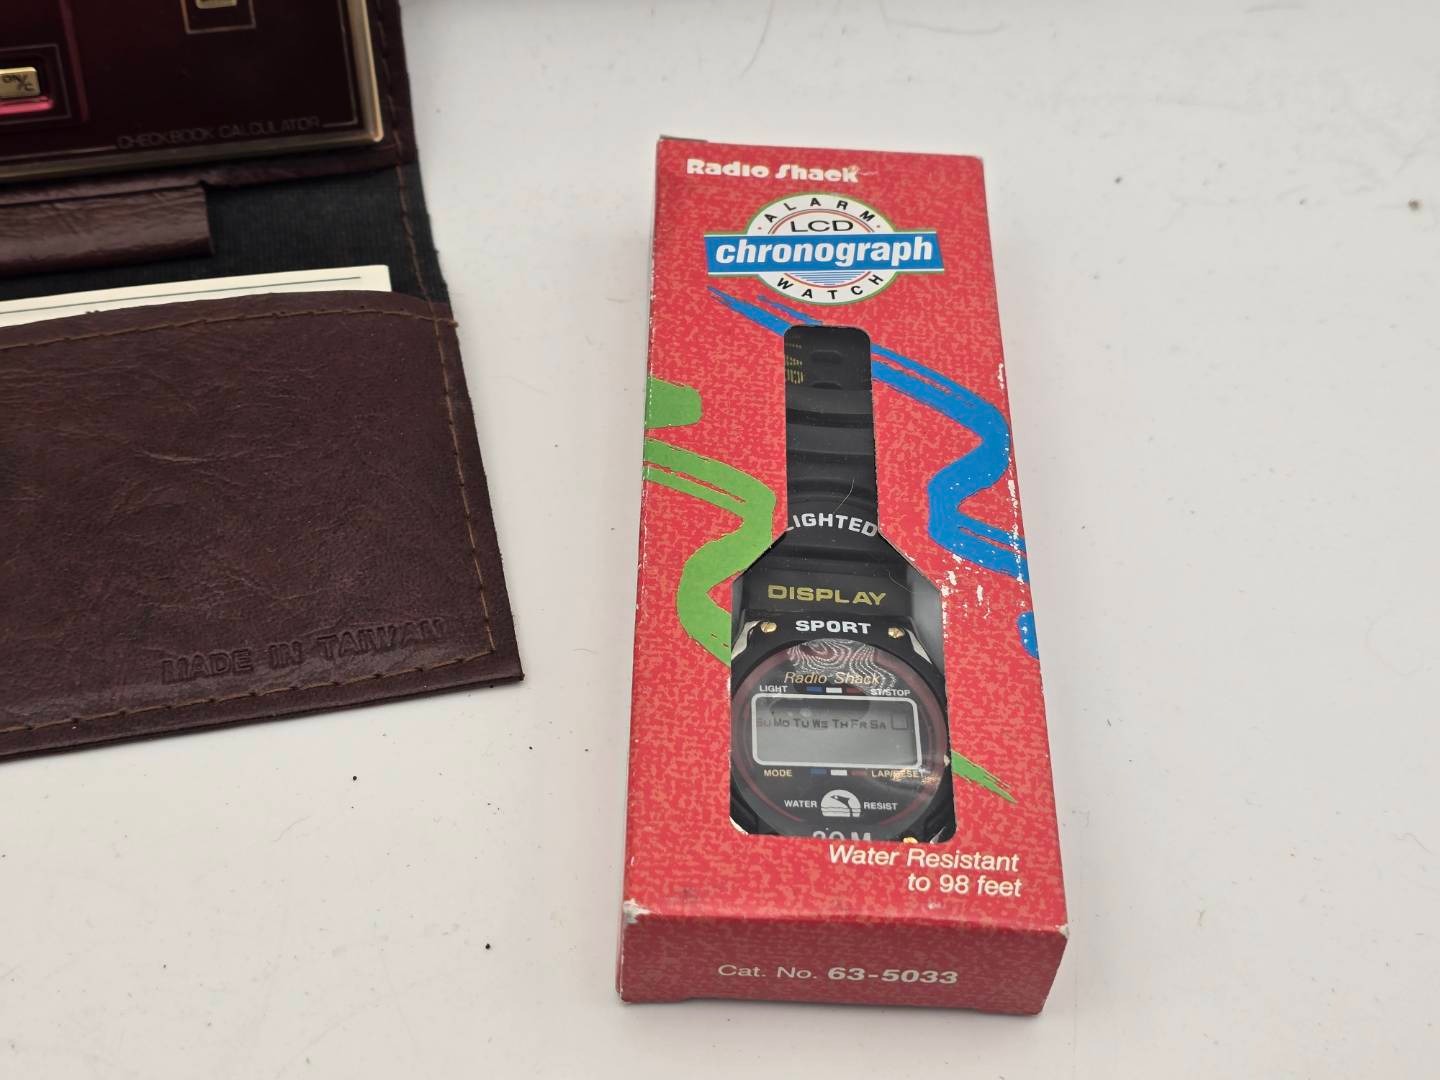 CHECKBOOK CALCULATOR
MADE IN TAIWAN
Radio Shack
ALARM
LCD
chronograph
WATCH
LIGHTED
DISPLAY
SPORT
Radio Shack
LIGHT ST/STOP
SU MO TU WE TH FR SA
MODE LAP/RESET
WATER RESIST
30M
Water Resistant
to 98 feet
Cat. No. 63-5033